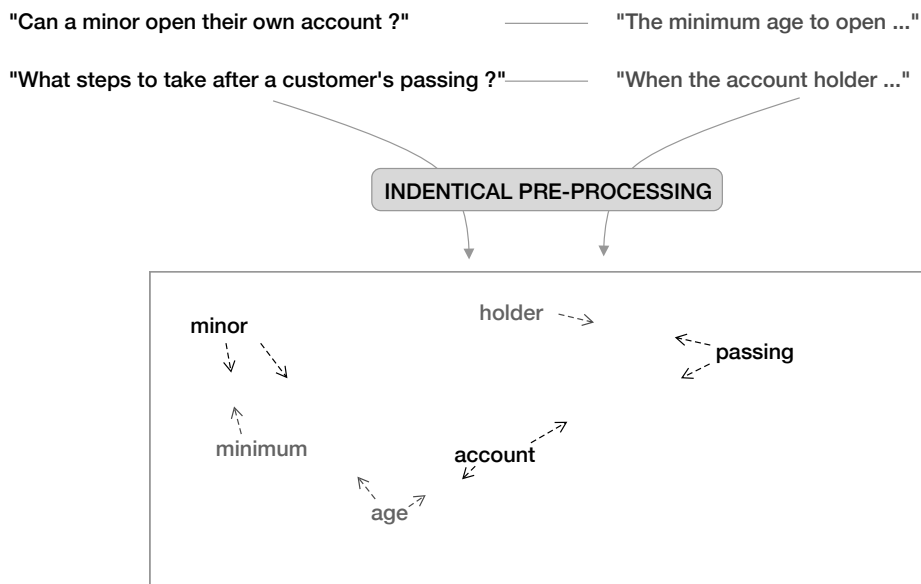 "Can a minor open their own account ?" "The minimum age to open ..."
"What steps to take after a customer's passing ?" "When the account holder ..."
INDENTICAL PRE-PROCESSING
holder
minor
passing
minimum
account
age